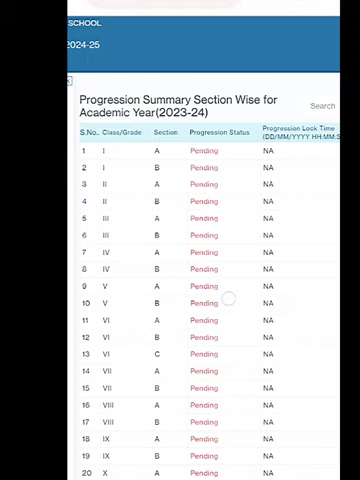 SCHOOL
2024-25
Progression Summary Section Wise for
Academic Year(2023-24)
Search
S.No.. Class/Grade Section Progression Status Progression Lock Time
(DD/MM/YYYY HH:MM:S
1 I A Pending NA
2 I B Pending NA
3 II A Pending NA
4 II B Pending NA
5 III A Pending NA
6 III B Pending NA
7 IV A Pending NA
8 IV B Pending NA
9 V A Pending NA
10 V B Pending NA
11 VI A Pending NA
12 VI B Pending NA
13 VI C Pending NA
14 VII A Pending NA
15 VII B Pending NA
16 VIII A Pending NA
17 VIII B Pending NA
18 IX A Pending NA
19 IX B Pending NA
20 X A Pending NA